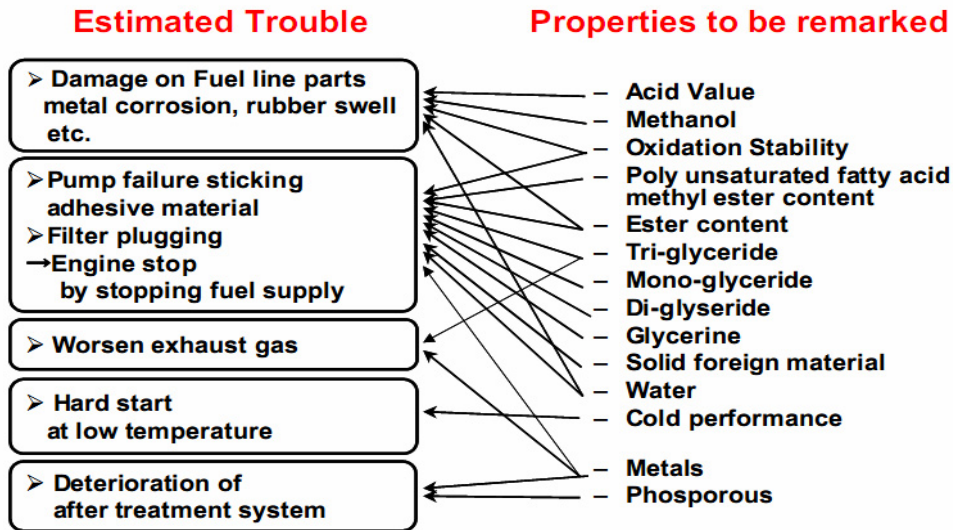 Estimated Trouble
➢ Damage on Fuel line parts
metal corrosion, rubber swell
etc.
➢Pump failure sticking
adhesive material
➢Filter plugging
→Engine stop
by stopping fuel supply
➢ Worsen exhaust gas
➢ Hard start
at low temperature
➢ Deterioration of
after treatment system
Properties to be remarked
– Acid Value
– Methanol
– Oxidation Stability
– Poly unsaturated fatty acid
methyl ester content
– Ester content
– Tri-glyceride
– Mono-glyceride
– Di-glyseride
– Glycerine
– Solid foreign material
– Water
– Cold performance
– Metals
– Phosporous